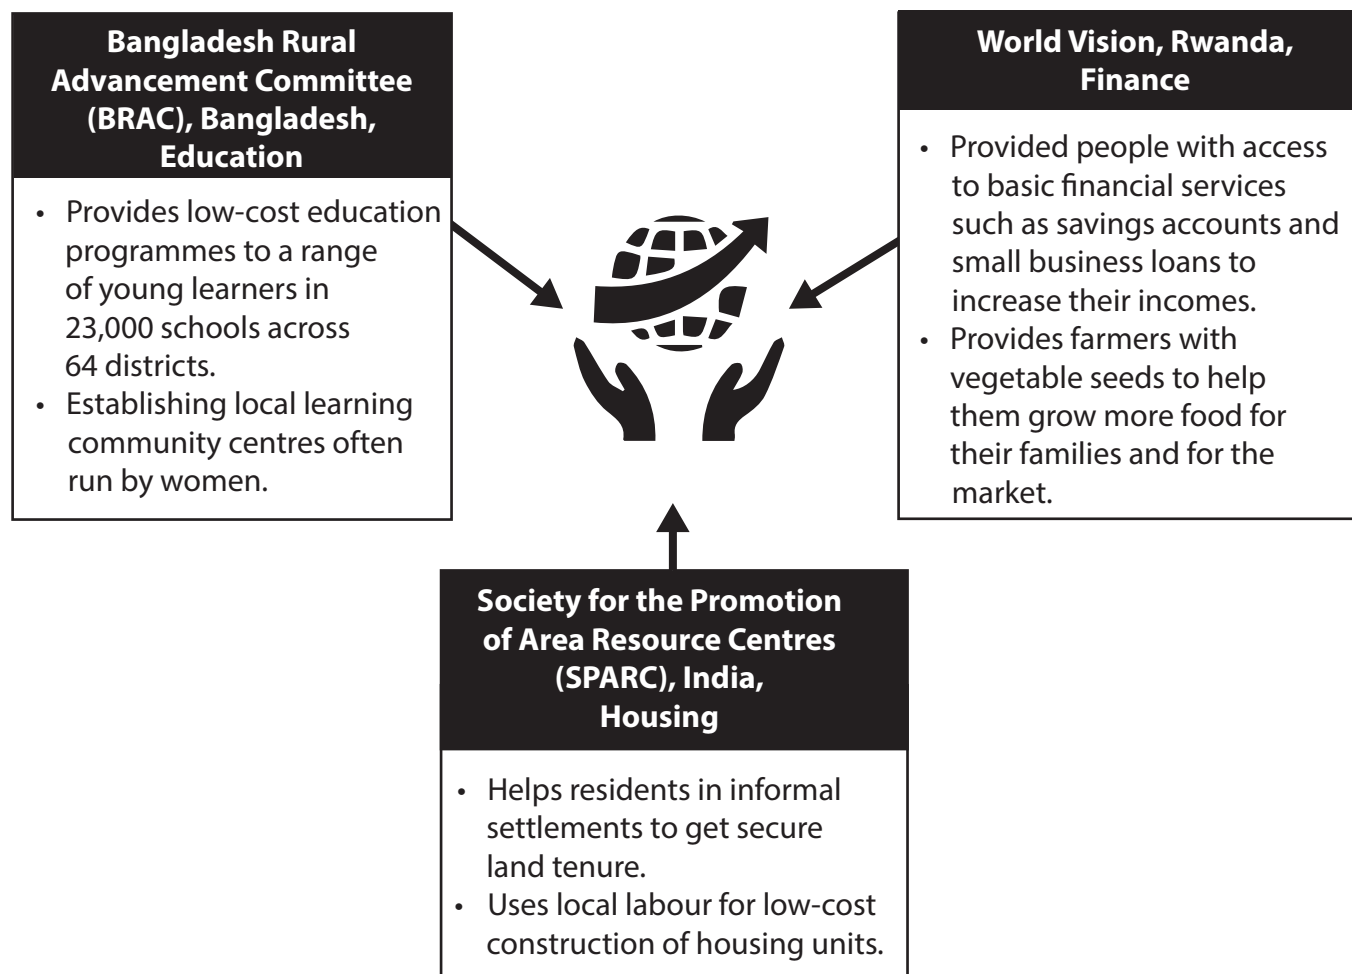 Bangladesh Rural
Advancement Committee
(BRAC), Bangladesh,
Education
• Provides low-cost education
programmes to a range
of young learners in
23,000 schools across
64 districts.
• Establishing local learning
community centres often
run by women.
World Vision, Rwanda,
Finance
• Provided people with access
to basic financial services
such as savings accounts and
small business loans to
increase their incomes.
• Provides farmers with
vegetable seeds to help
them grow more food for
their families and for the
market.
Society for the Promotion
of Area Resource Centres
(SPARC), India,
Housing
• Helps residents in informal
settlements to get secure
land tenure.
• Uses local labour for low-cost
construction of housing units.